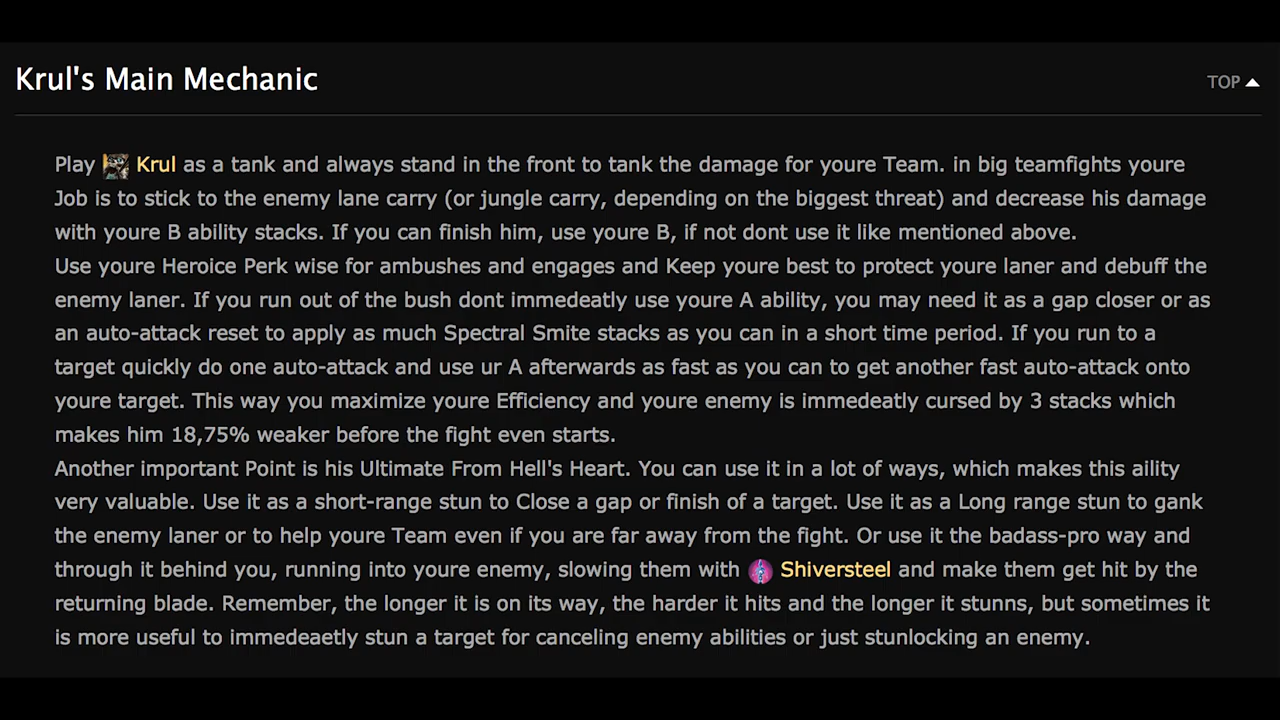 Krul's Main Mechanic
TOP
Play Krul as a tank and always stand in the front to tank the damage for youre Team. in big teamfights youre
Job is to stick to the enemy lane carry (or jungle carry, depending on the biggest threat) and decrease his damage
with youre B ability stacks. If you can finish him, use youre B, if not dont use it like mentioned above.
Use youre Heroice Perk wise for ambushes and engages and Keep youre best to protect youre laner and debuff the
enemy laner. If you run out of the bush dont immedeatly use youre A ability, you may need it as a gap closer or as
an auto-attack reset to apply as much Spectral Smite stacks as you can in a short time period. If you run to a
target quickly do one auto-attack and use ur A afterwards as fast as you can to get another fast auto-attack onto
youre target. This way you maximize youre Efficiency and youre enemy is immedeatly cursed by 3 stacks which
makes him 18,75% weaker before the fight even starts.
Another important Point is his Ultimate From Hell's Heart. You can use it in a lot of ways, which makes this aility
very valuable. Use it as a short-range stun to Close a gap or finish of a target. Use it as a Long range stun to gank
the enemy laner or to help youre Team even if you are far away from the fight. Or use it the badass-pro way and
through it behind you, running into youre enemy, slowing them with Shiversteel and make them get hit by the
returning blade. Remember, the longer it is on its way, the harder it hits and the longer it stunns, but sometimes it
is more useful to immedeaetly stun a target for canceling enemy abilities or just stunlocking an enemy.